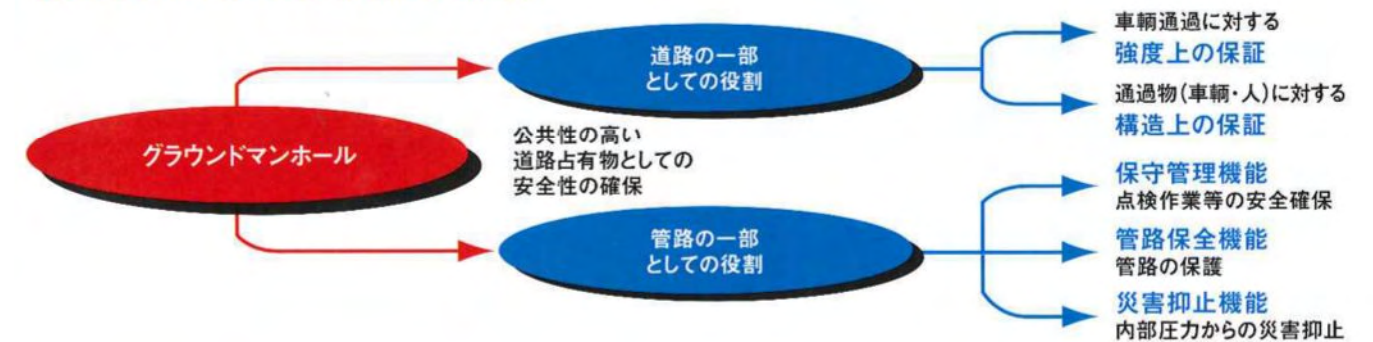 グラウンドマンホール
道路の一部
としての役割
公共性の高い
道路占有物としての
安全性の確保
管路の一部
としての役割
車輌通過に対する
強度上の保証
通過物(車輌・人)に対する
構造上の保証
保守管理機能
点検作業等の安全確保
管路保全機能
管路の保護
災害抑止機能
内部圧力からの災害抑止